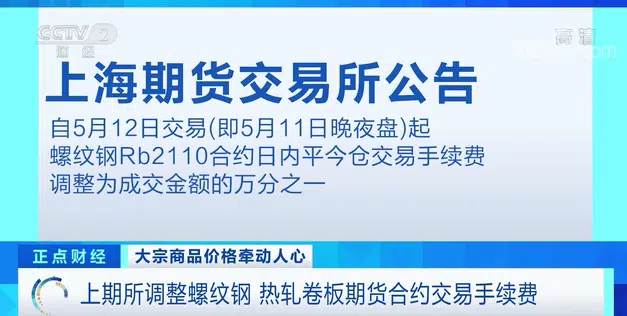 CCTV 2
财经
高清
上海期货交易所公告
自5月12日交易(即5月11日晚夜盘)起
螺纹钢Rb2110合约日内平今仓交易手续费
调整为成交金额的万分之一
正点财经 大宗商品价格牵动人心
上期所调整螺纹钢 热轧卷板期货合约交易手续费